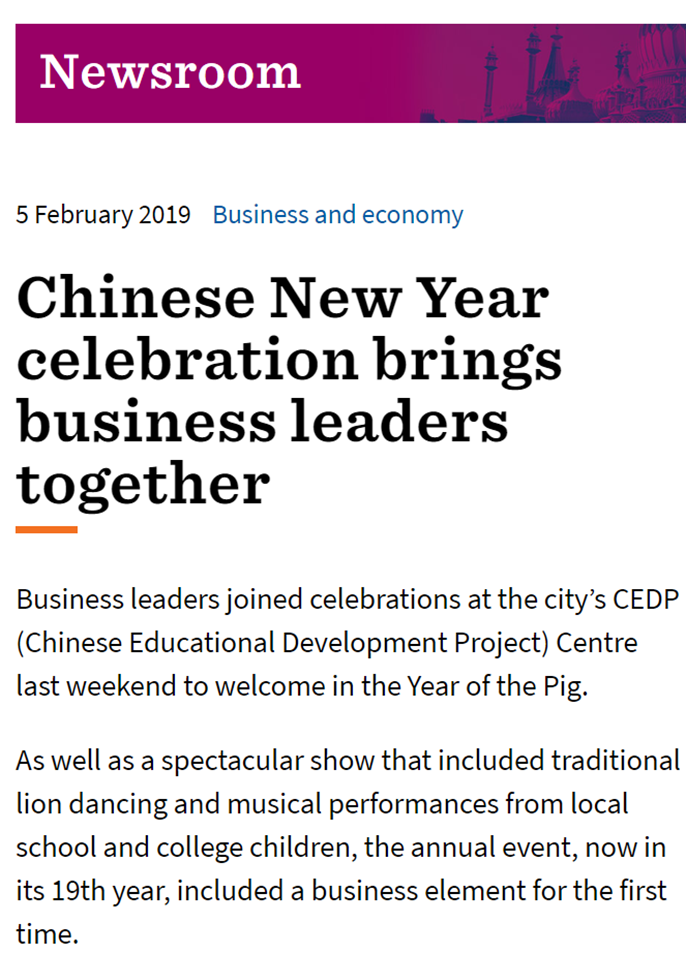 Newsroom
5 February 2019 Business and economy
Chinese New Year
celebration brings
business leaders
together
Business leaders joined celebrations at the city’s CEDP
(Chinese Educational Development Project) Centre
last weekend to welcome in the Year of the Pig.
As well as a spectacular show that included traditional
lion dancing and musical performances from local
school and college children, the annual event, now in
its 19th year, included a business element for the first
time.